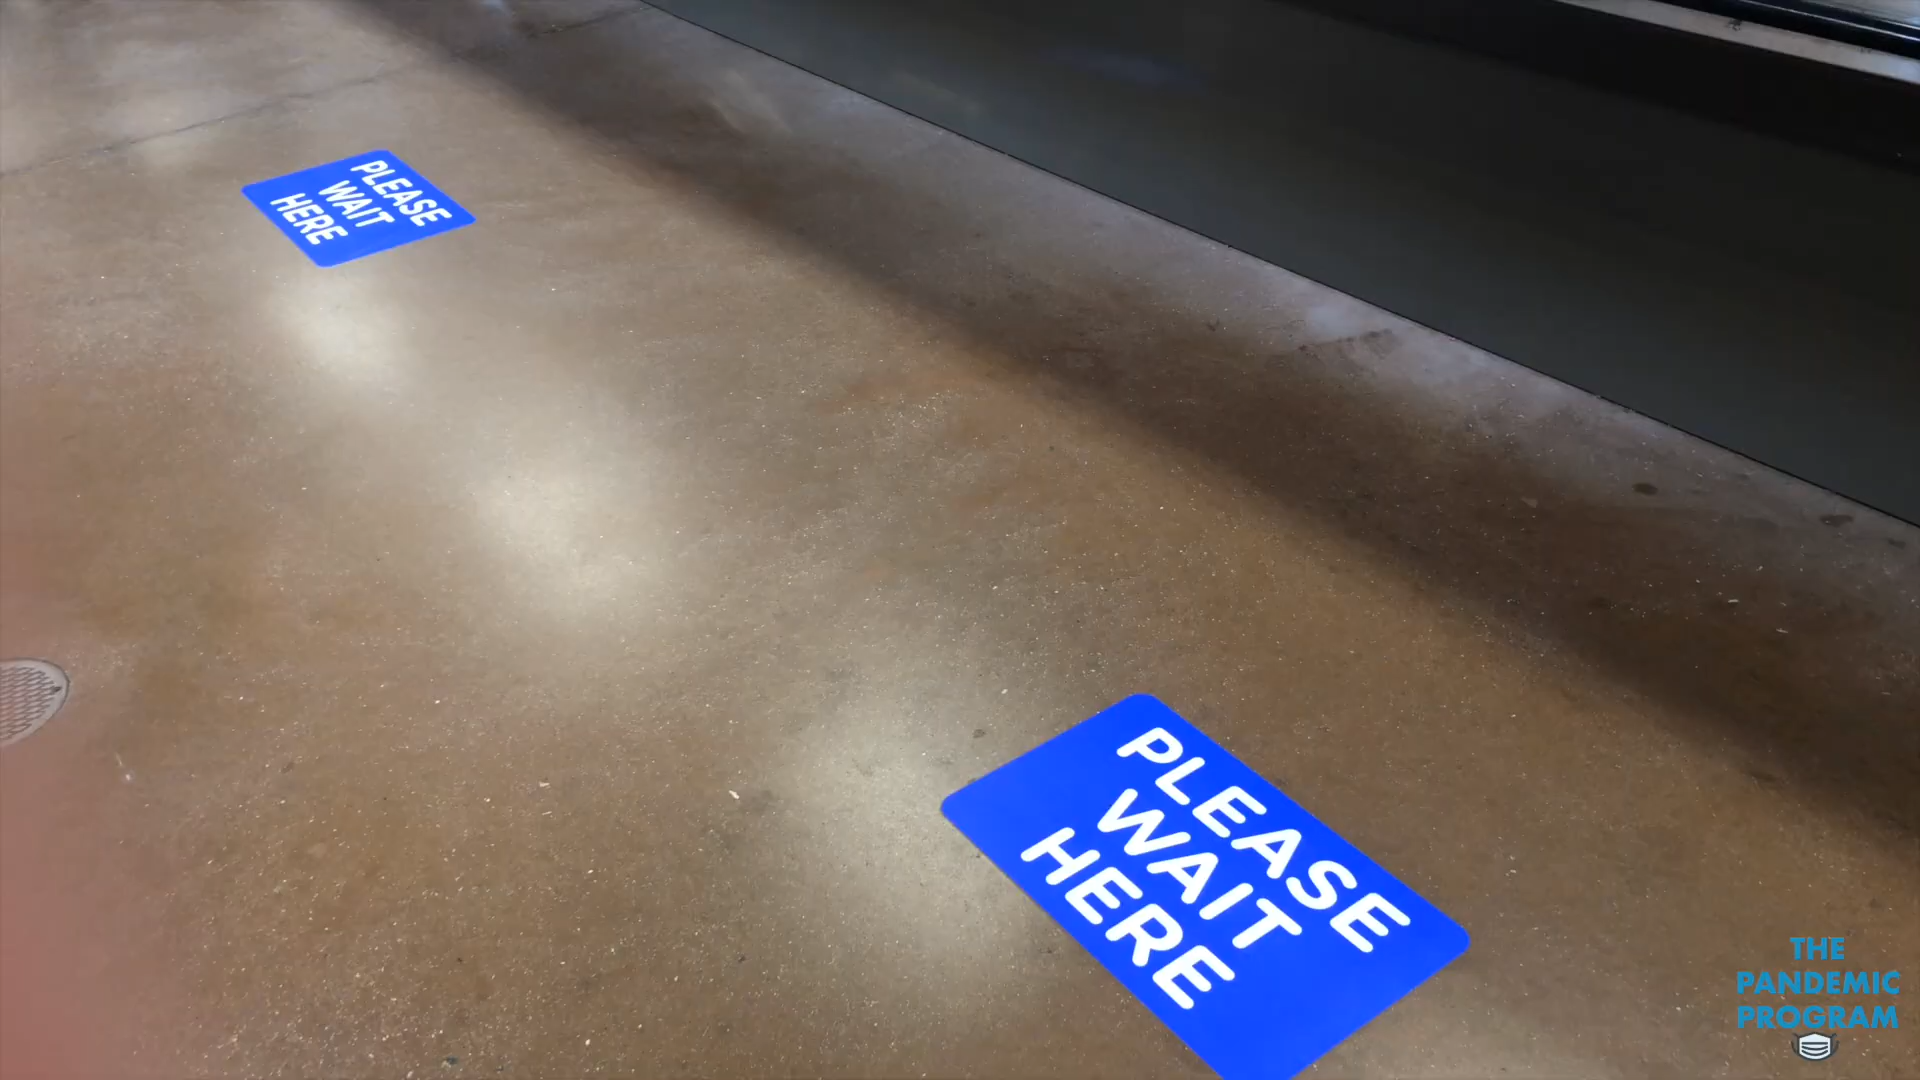 PLEASE
WAIT
HERE
PLEASE
WAIT
HERE
THE
PANDEMIC
PROGRAM